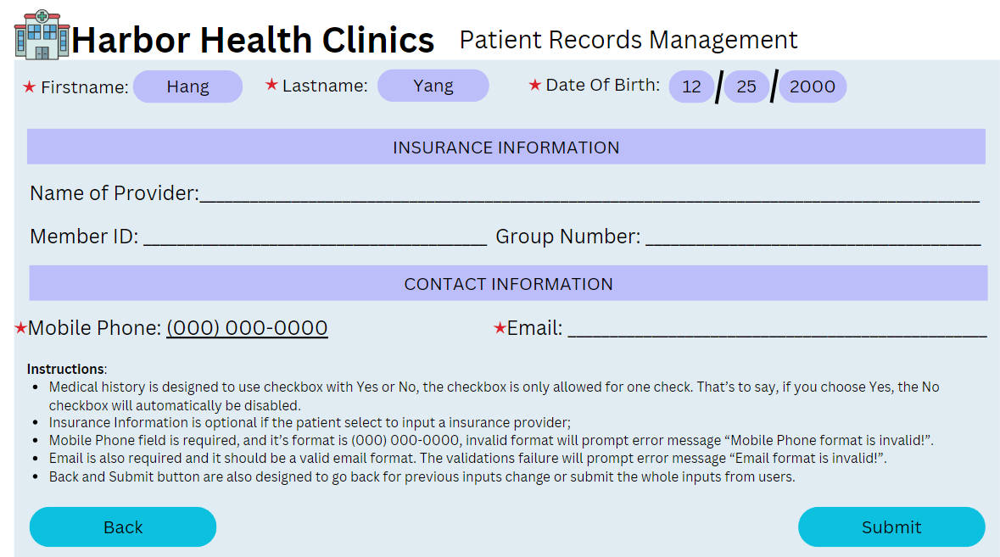 Harbor Health Clinics Patient Records Management
★ Firstname: Hang ★ Lastname: Yang ★ Date Of Birth: 12 / 25 / 2000
INSURANCE INFORMATION
Name of Provider:
Member ID: Group Number:
CONTACT INFORMATION
★Mobile Phone: (000) 000-0000 ★Email:
Instructions:
• Medical history is designed to use checkbox with Yes or No, the checkbox is only allowed for one check. That's to say, if you choose Yes, the No
checkbox will automatically be disabled.
• Insurance Information is optional if the patient select to input a insurance provider;
• Mobile Phone field is required, and it's format is (000) 000-0000, invalid format will prompt error message “Mobile Phone format is invalid!”.
• Email is also required and it should be a valid email format. The validations failure will prompt error message “Email format is invalid!”.
• Back and Submit button are also designed to go back for previous inputs change or submit the whole inputs from users.
Back Submit